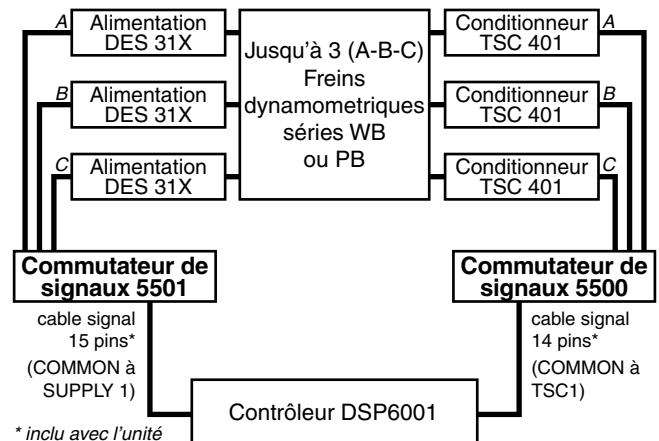 A
Alimentation
DES 31X
B
Alimentation
DES 31X
C
Alimentation
DES 31X
Jusqu'à 3 (A-B-C)
Freins
dynamometriques
séries WB
ou PB
Conditionneur
TSC 401
A
Conditionneur
TSC 401
B
Conditionneur
TSC 401
C
Commutateur de
signaux 5501
Commutateur de
signaux 5500
cable signal
15 pins*
(COMMON à
SUPPLY 1)
cable signal
14 pins*
(COMMON à
TSC1)
Contrôleur DSP6001
* inclu avec l'unité